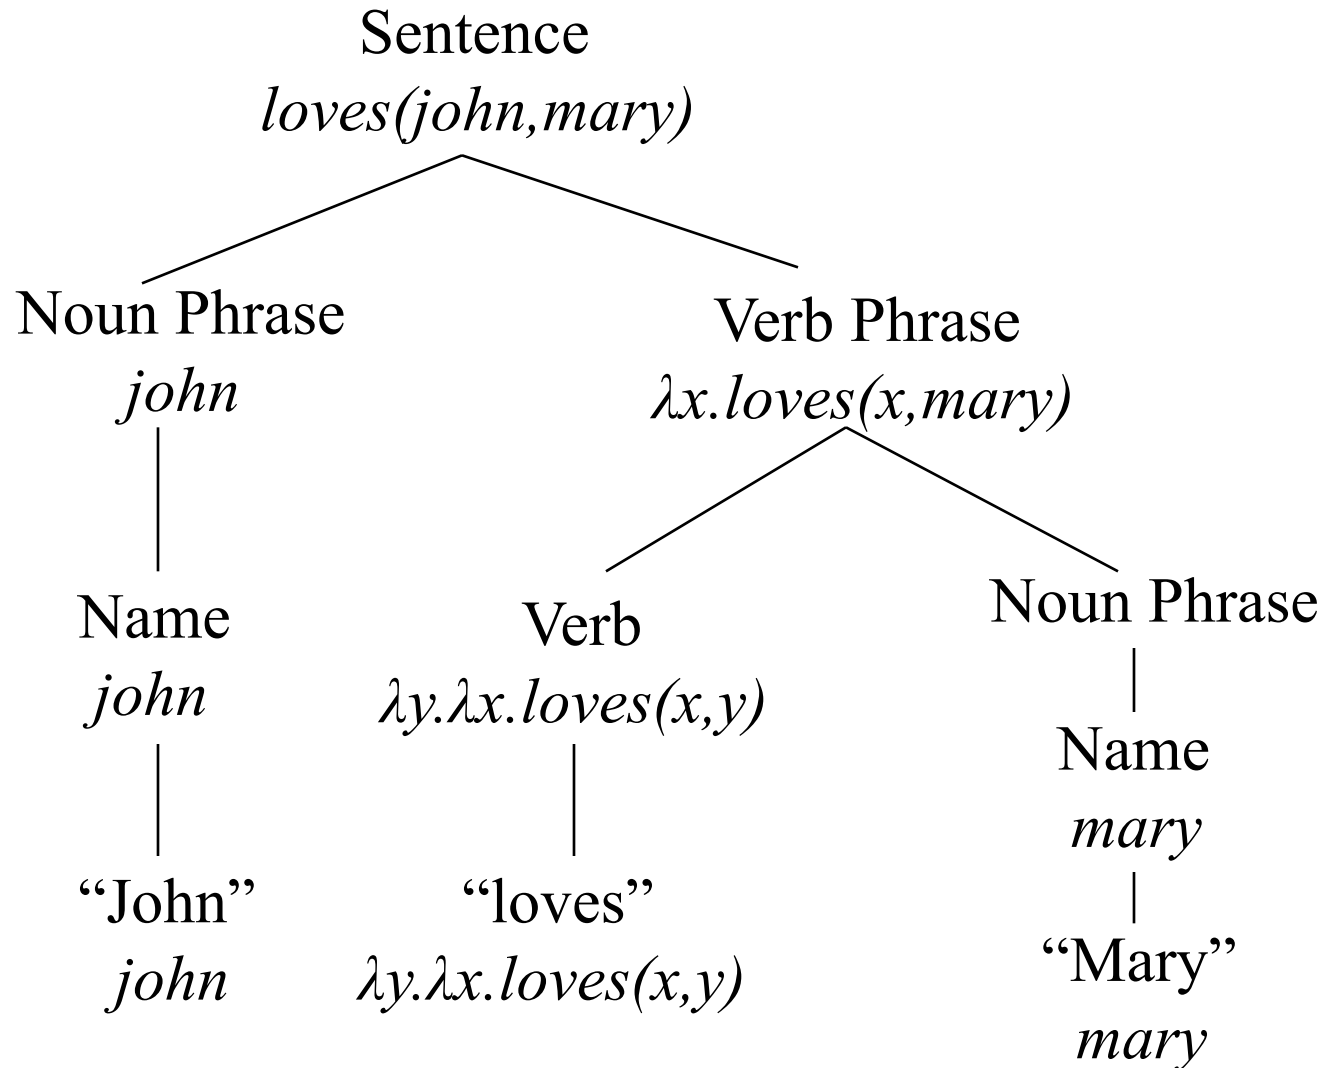 Sentence
loves(john,mary)
Noun Phrase
john
Verb Phrase
λx.loves(x,mary)
Name
john
Verb
λy.λx.loves(x,y)
Noun Phrase
Name
mary
“John”
john
“loves”
λy.λx.loves(x,y)
“Mary”
mary